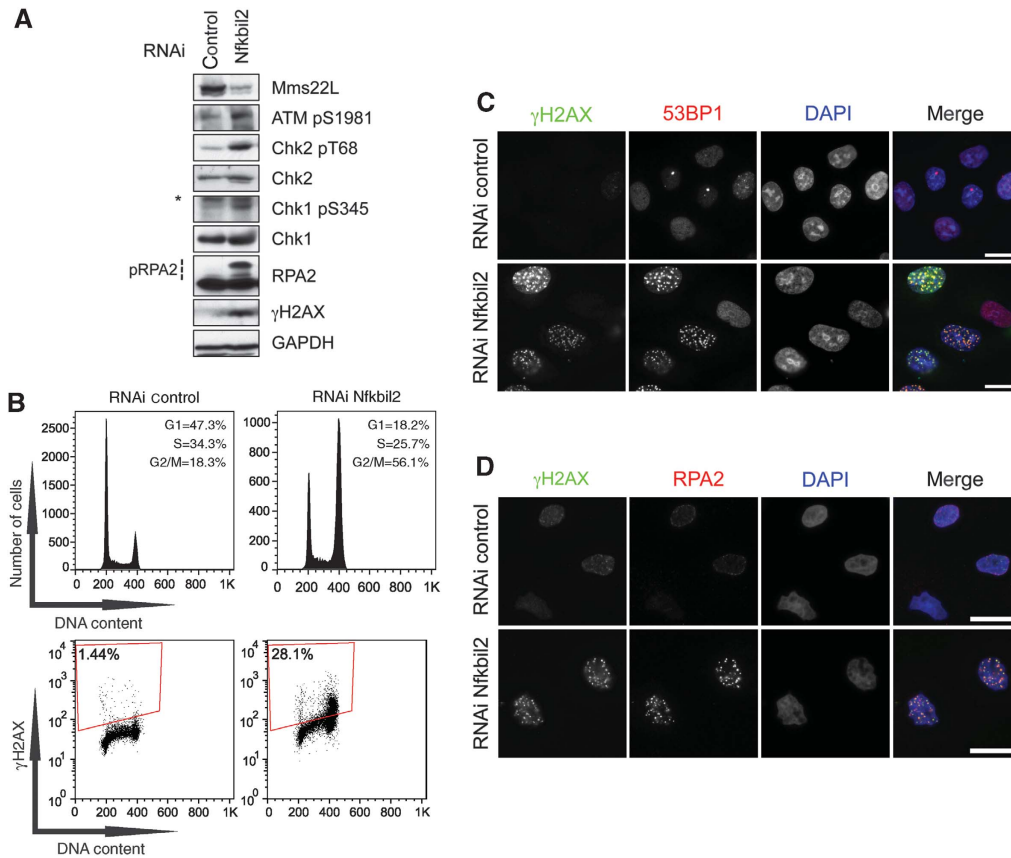 A
RNAi
Control
Nfkbil2
Mms22L
ATM pS1981
Chk2 pT68
Chk2
*
Chk1 pS345
Chk1
pRPA2
RPA2
γH2AX
GAPDH
B
RNAi control
RNAi Nfkbil2
Number of cells
2500
2000
1500
1000
500
0
G1=47.3%
S=34.3%
G2/M=18.3%
0 200 400 600 800 1K
1000
800
600
400
200
0
G1=18.2%
S=25.7%
G2/M=56.1%
0 200 400 600 800 1K
DNA content
γH2AX
10⁴
10³
10²
10¹
10⁰
1.44%
0 200 400 600 800 1K
10⁴
10³
10²
10¹
10⁰
28.1%
0 200 400 600 800 1K
DNA content
C
γH2AX 53BP1 DAPI Merge
RNAi control
RNAi Nfkbil2
D
γH2AX RPA2 DAPI Merge
RNAi control
RNAi Nfkbil2